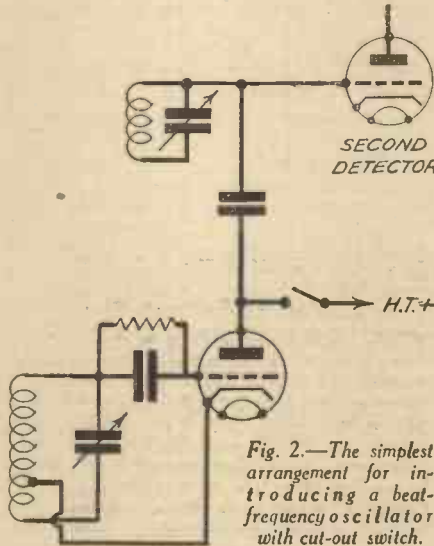 SECOND
DETECTOR
H.T.+
Fig. 2.—The simplest
arrangement for in-
troducing a beat-
frequency oscillator
with cut-out switch.